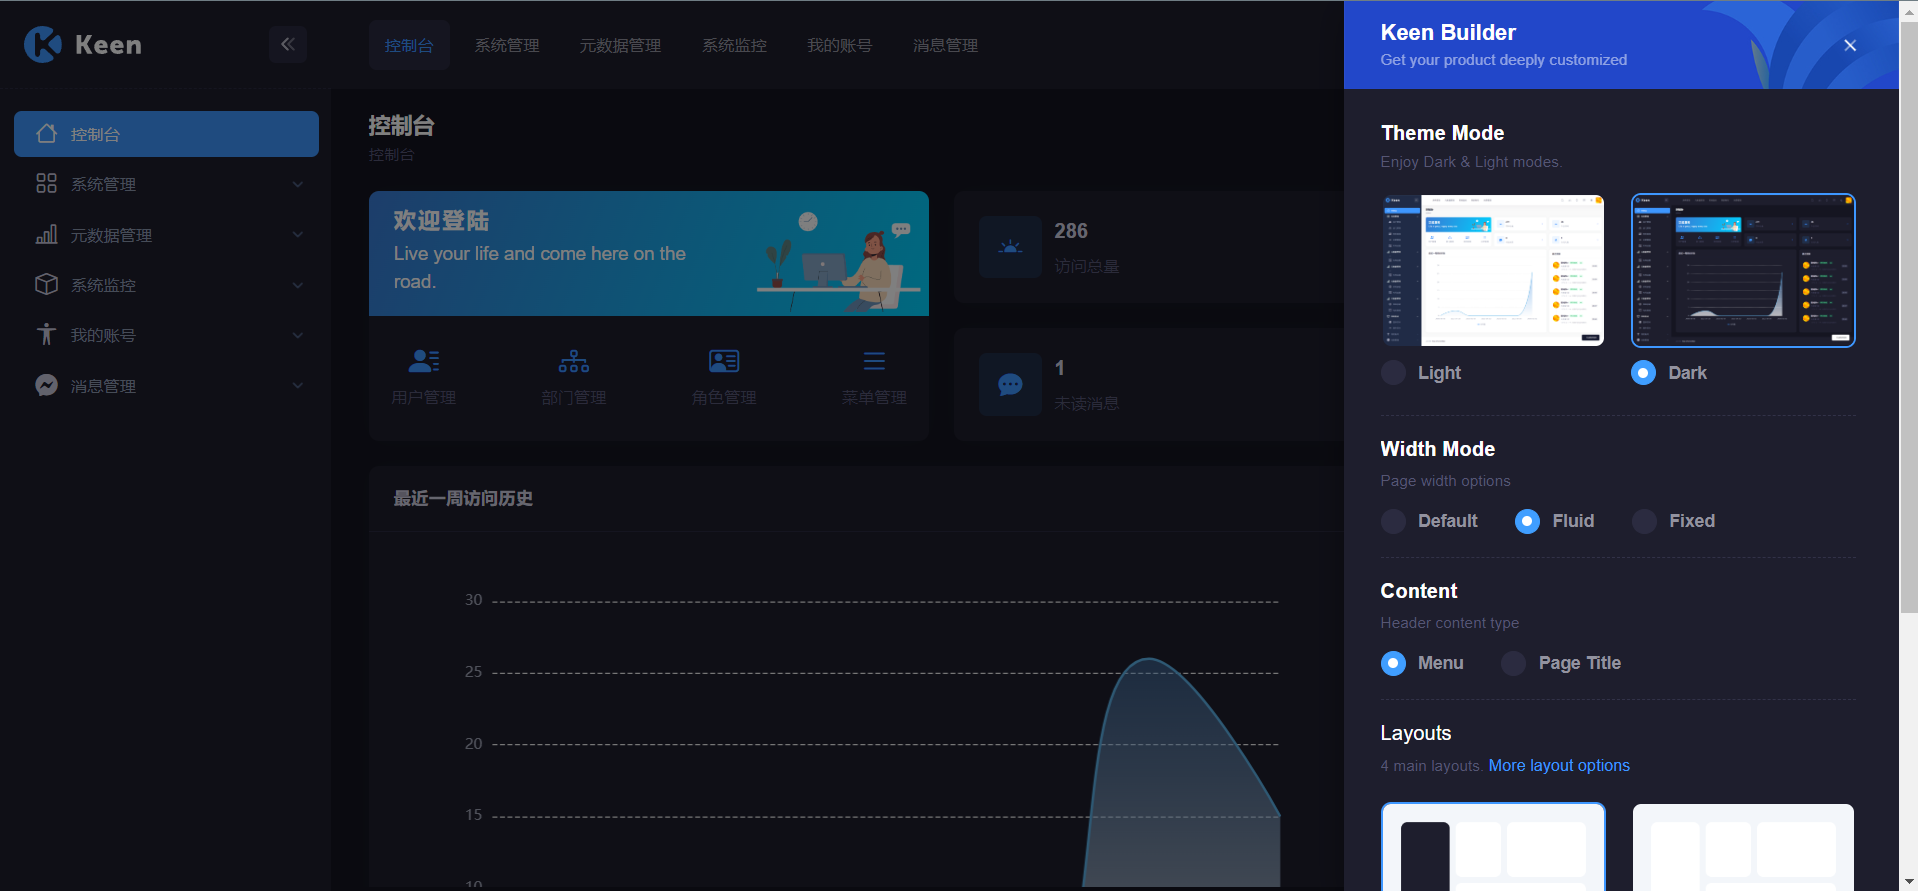 Keen
控制台
系统管理
元数据管理
系统监控
我的账号
消息管理
控制台
系统管理
元数据管理
系统监控
我的账号
消息管理
控制台
控制台
欢迎登陆
Live your life and come here on the
road.
用户管理
部门管理
角色管理
菜单管理
286
访问总量
1
未读消息
最近一周访问历史
30
25
20
15
10
Keen Builder
Get your product deeply customized
Theme Mode
Enjoy Dark & Light modes.
Light
Dark
Width Mode
Page width options
Default
Fluid
Fixed
Content
Header content type
Menu
Page Title
Layouts
4 main layouts. More layout options